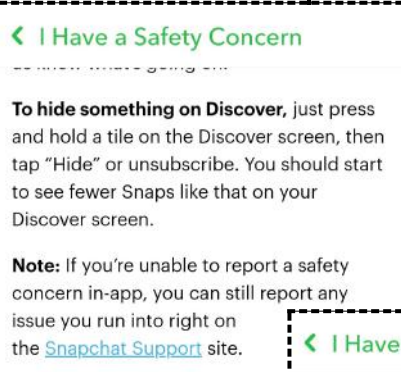 I Have a Safety Concern
To hide something on Discover, just press
and hold a tile on the Discover screen, then
tap “Hide” or unsubscribe. You should start
to see fewer Snaps like that on your
Discover screen.
Note: If you’re unable to report a safety
concern in-app, you can still report any
issue you run into right on
the Snapchat Support site.
I Have